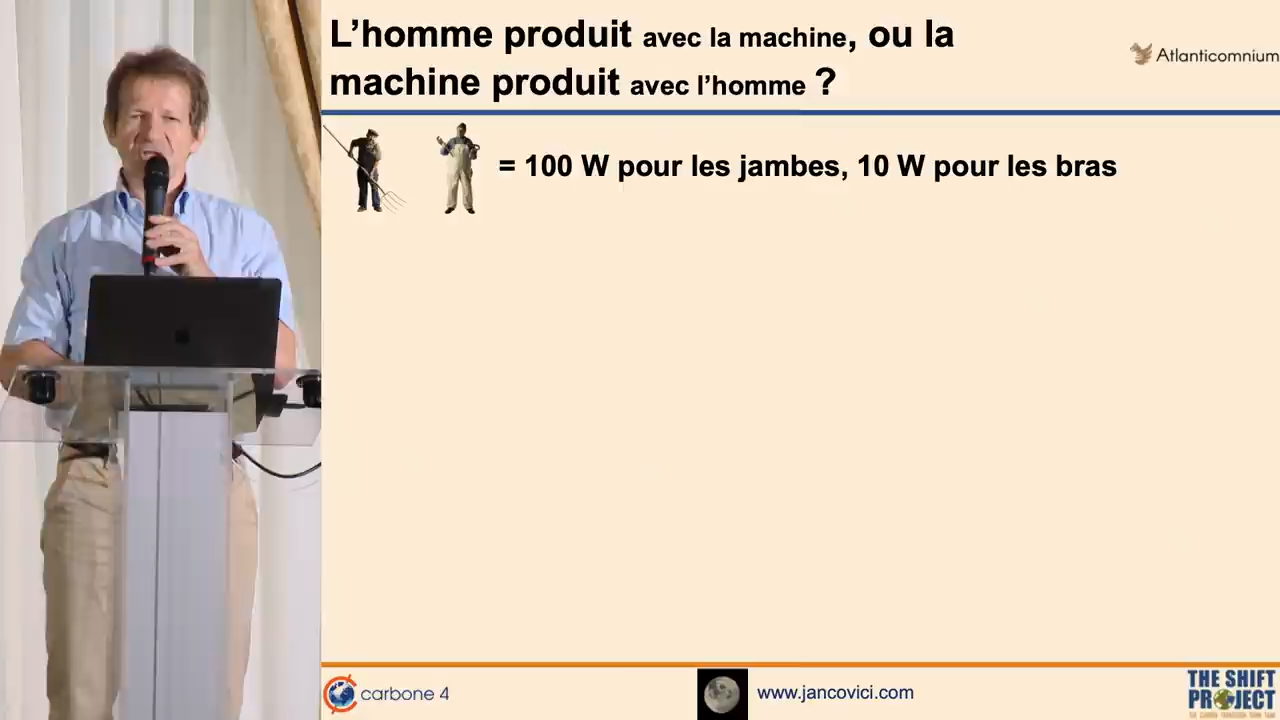 L'homme produit avec la machine, ou la
machine produit avec l'homme ?
Atlanticomnium
= 100 W pour les jambes, 10 W pour les bras
carbone 4
www.jancovici.com
THE SHIFT
PROJECT